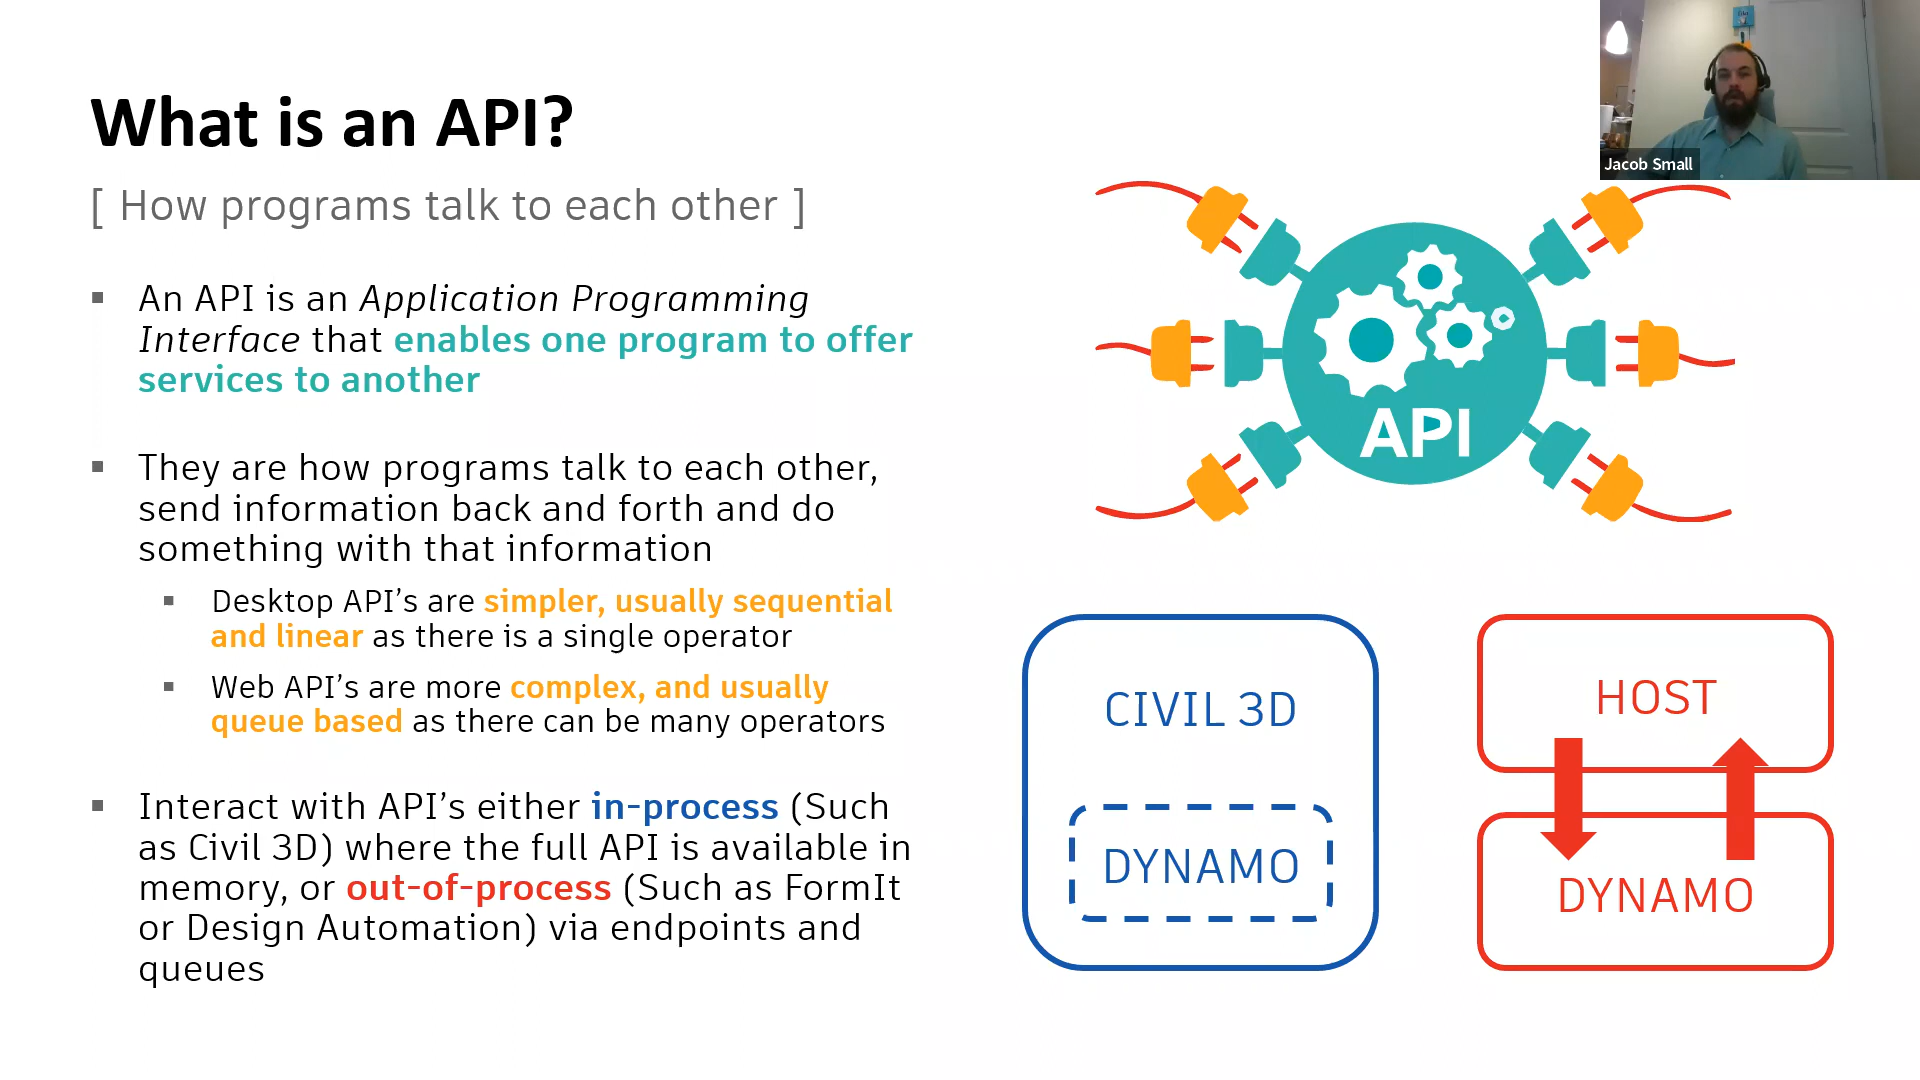 What is an API?
[ How programs talk to each other ]
An API is an Application Programming
Interface that enables one program to offer
services to another
They are how programs talk to each other,
send information back and forth and do
something with that information
Desktop API's are simpler, usually sequential
and linear as there is a single operator
Web API's are more complex, and usually
queue based as there can be many operators
Interact with API's either in-process (Such
as Civil 3D) where the full API is available in
memory, or out-of-process (Such as FormIt
or Design Automation) via endpoints and
queues
Jacob Small
API
CIVIL 3D
DYNAMO
HOST
DYNAMO